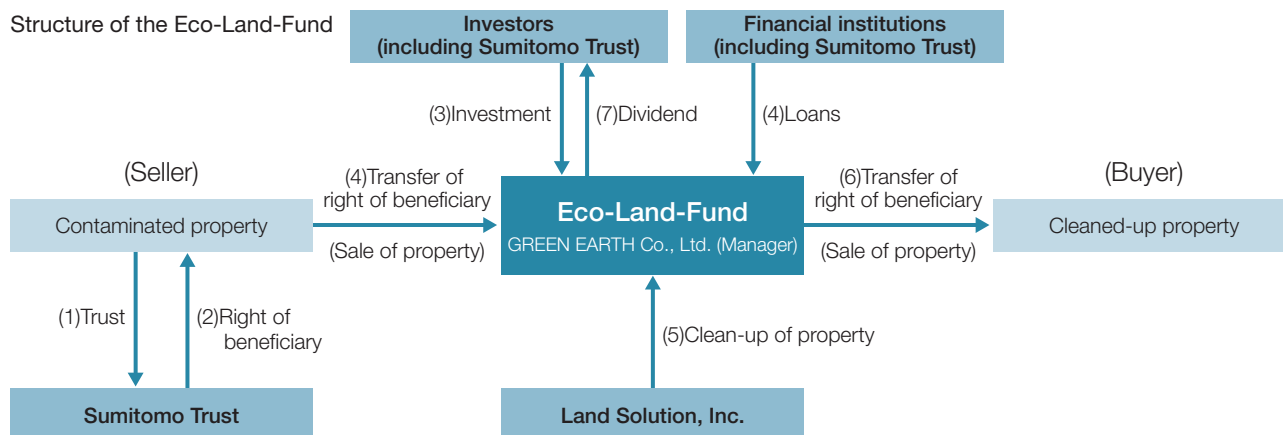 Structure of the Eco-Land-Fund
Investors
(including Sumitomo Trust)
Financial institutions
(including Sumitomo Trust)
(3)Investment
(7)Dividend
(4)Loans
(Seller)
Contaminated property
(4)Transfer of
right of beneficiary
(Sale of property)
Eco-Land-Fund
GREEN EARTH Co., Ltd. (Manager)
(6)Transfer of
right of beneficiary
(Sale of property)
(Buyer)
Cleaned-up property
(1)Trust
(2)Right of
beneficiary
(5)Clean-up of property
Sumitomo Trust
Land Solution, Inc.